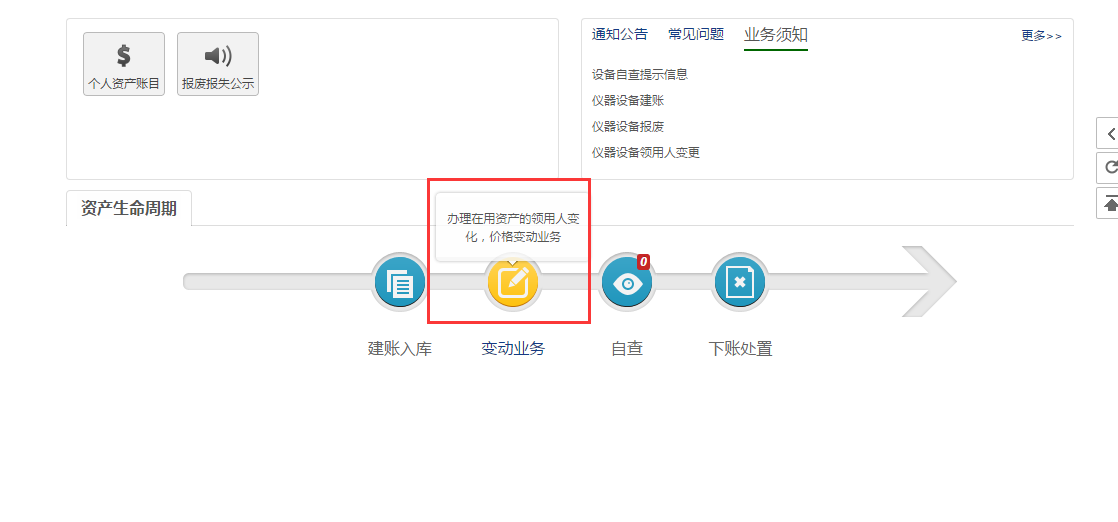 个人资产账目
报废报失公示
通知公告 常见问题 业务须知 更多>>
设备自查提示信息
仪器设备建账
仪器设备报废
仪器设备领用人变更
资产生命周期
办理在用资产的领用人变
化，价格变动业务
0
建账入库 变动业务 自查 下账处置